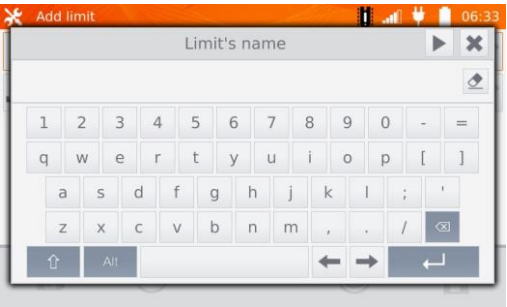 Add limit 06:33
Limit's name
1 2 3 4 5 6 7 8 9 0 - =
q w e r t y u i o p [ ]
a s d f g h j k l ; '
z x c v b n m , . /
Alt